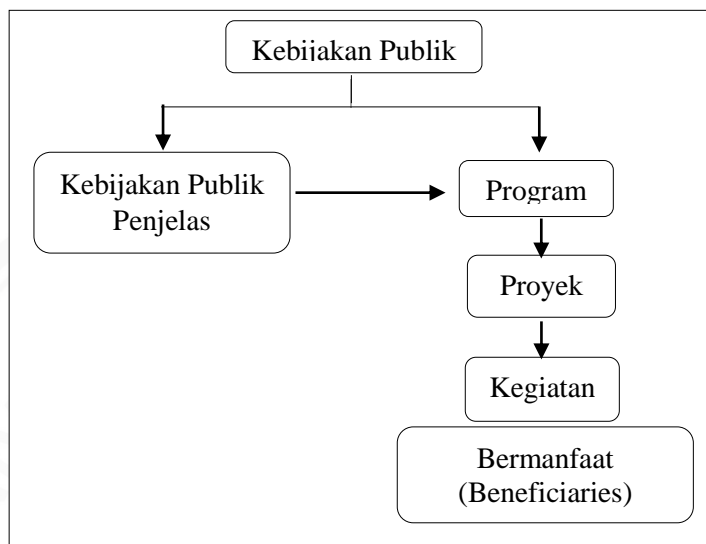 Kebijakan Publik
Kebijakan Publik
Penjelas
Program
Proyek
Kegiatan
Bermanfaat
(Beneficiaries)